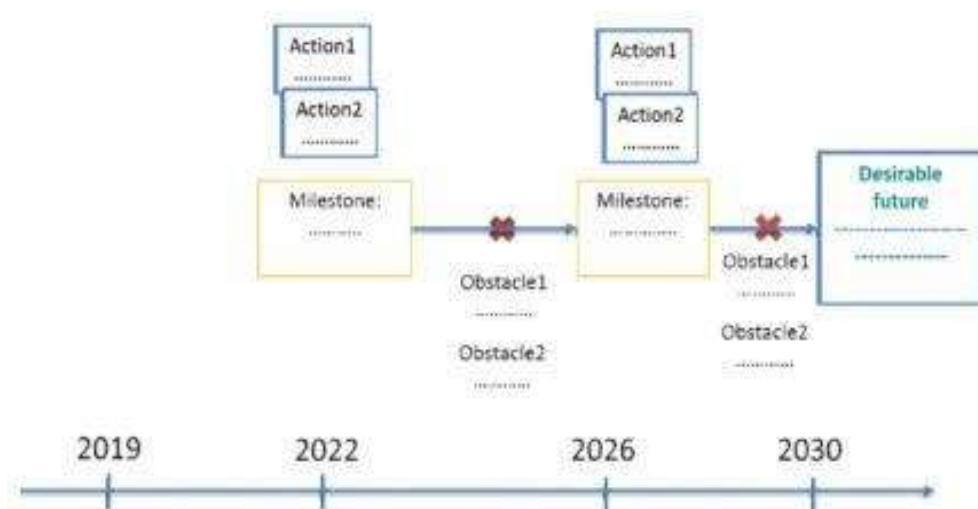 Action1
............
Action2
............
Action1
............
Action2
............
Milestone:
............
Milestone:
..............
Desirable
future
............................
....................
Obstacle1
............
Obstacle2
............
Obstacle1
............
Obstacle2
............
2019
2022
2026
2030